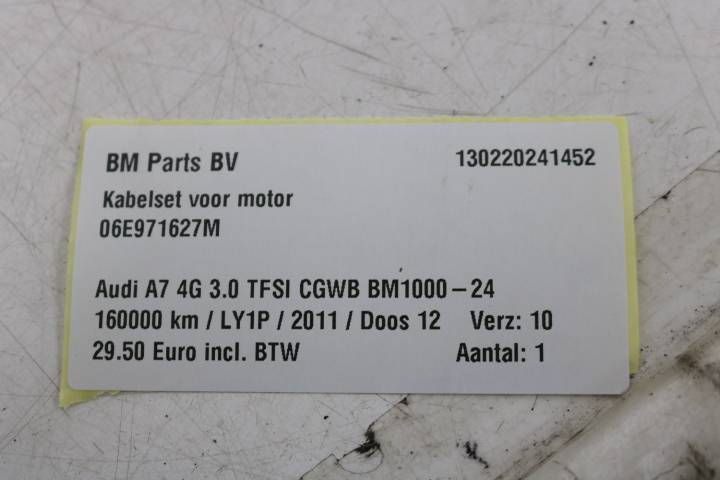 BM Parts BV 130220241452
Kabelset voor motor
06E971627M
Audi A7 4G 3.0 TFSI CGWB BM1000-24
160000 km / LY1P / 2011 / Doos 12 Verz: 10
29.50 Euro incl. BTW Aantal: 1